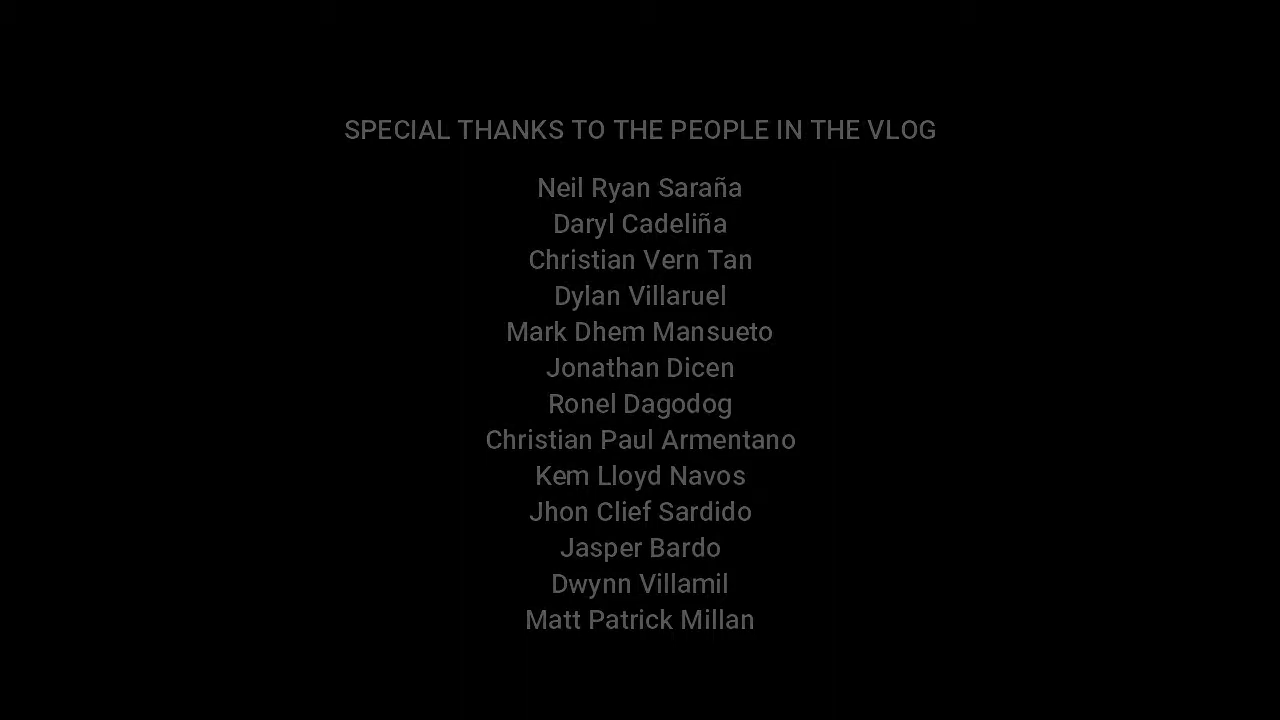 SPECIAL THANKS TO THE PEOPLE IN THE VLOG
Neil Ryan Saraña
Daryl Cadeliña
Christian Vern Tan
Dylan Villaruel
Mark Dhem Mansueto
Jonathan Dicen
Ronel Dagodog
Christian Paul Armentano
Kem Lloyd Navos
Jhon Clief Sardido
Jasper Bardo
Dwynn Villamil
Matt Patrick Millan